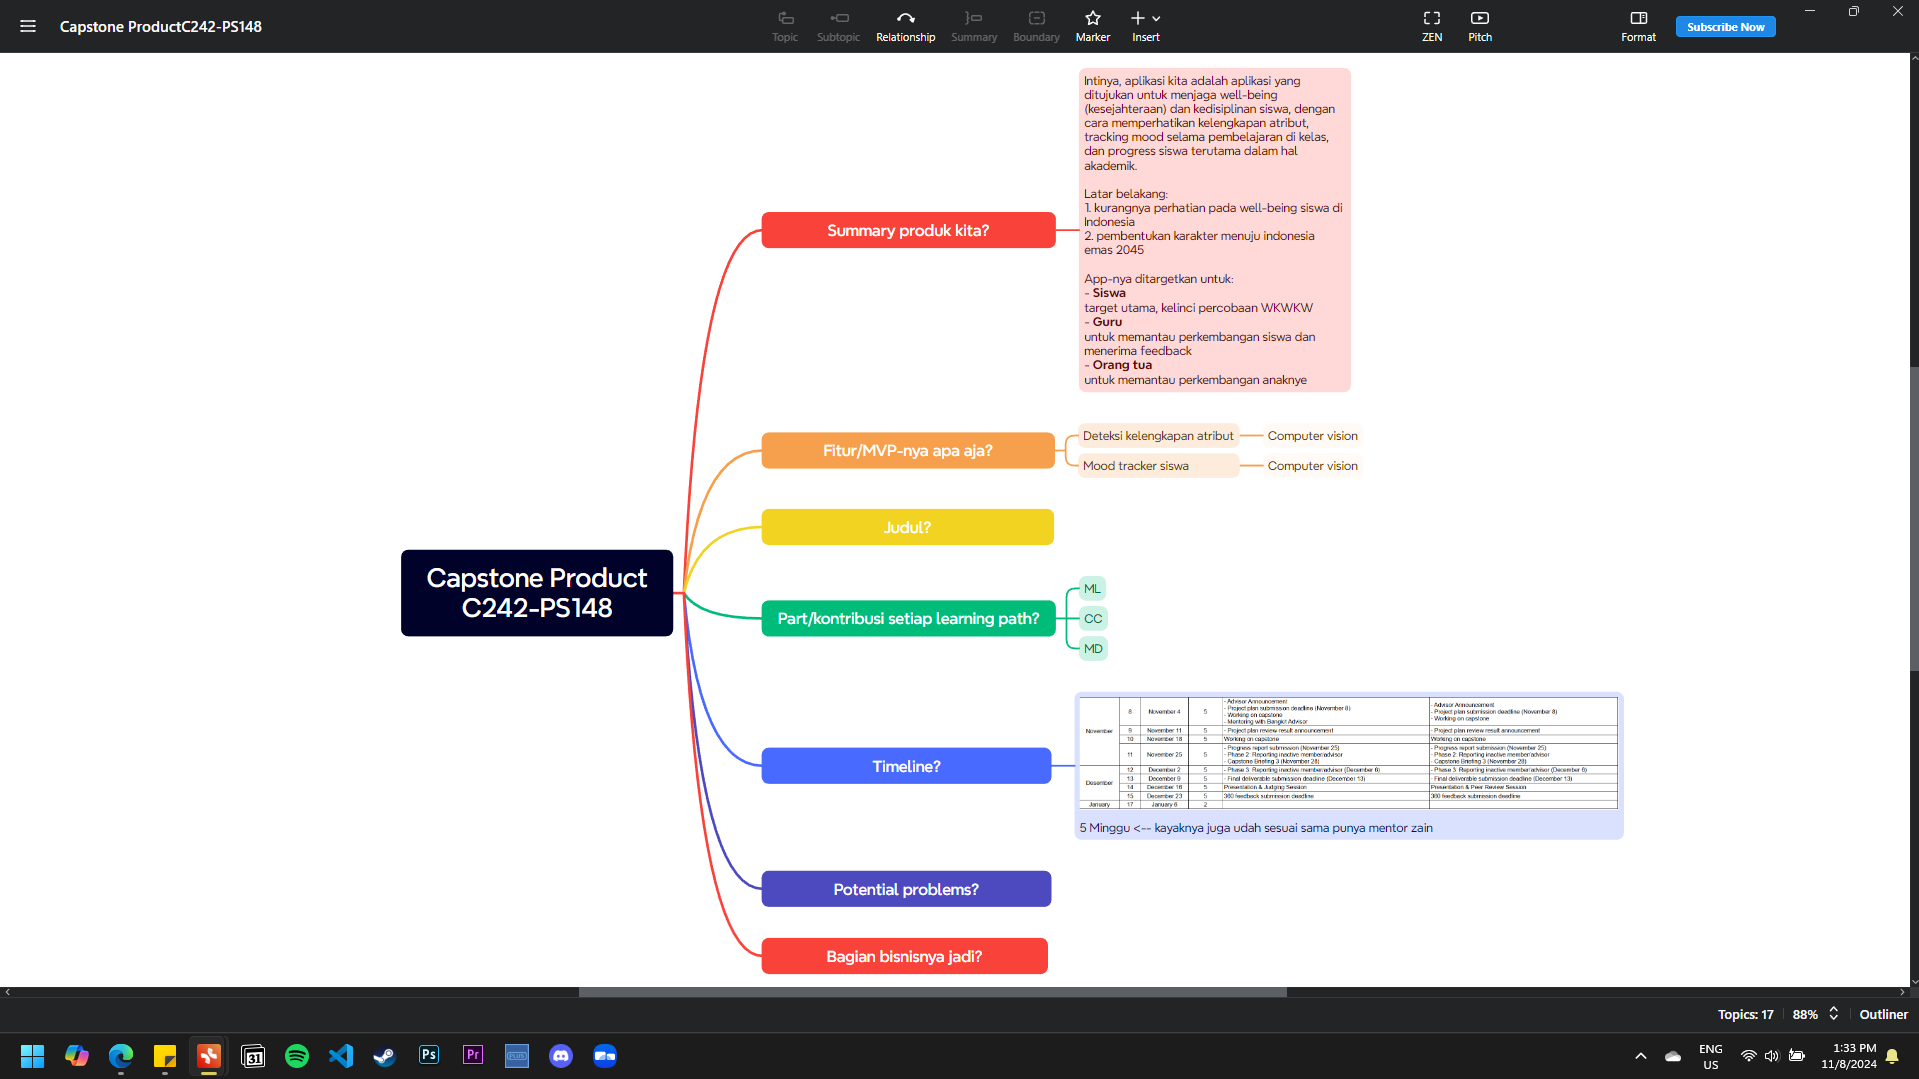 Capstone ProductC242-PS148
Topic
Subtopic
Relationship
Summary
Boundary
Marker
Insert
ZEN
Pitch
Format
Subscribe Now
Intinya, aplikasi kita adalah aplikasi yang
ditujukan untuk menjaga well-being
(kesejahteraan) dan kedisiplinan siswa, dengan
cara memperhatikan kelengkapan atribut,
tracking mood selama pembelajaran di kelas,
dan progress siswa terutama dalam hal
akademik.
Latar belakang:
1. kurangnya perhatian pada well-being siswa di
Indonesia
2. pembentukan karakter menuju indonesia
emas 2045
App-nya ditargetkan untuk:
- Siswa
target utama, kelinci percobaan WKWKW
- Guru
untuk memantau perkembangan siswa dan
menerima feedback
- Orang tua
untuk memantau perkembangan anaknye
Summary produk kita?
Fitur/MVP-nya apa aja?
Deteksi kelengkapan atribut
Computer vision
Mood tracker siswa
Computer vision
Judul?
Capstone Product
C242-PS148
Part/kontribusi setiap learning path?
ML
CC
MD
Timeline?
November
8 November 4 5
- Advisor Announcement
- Project plan submission deadline (November 8)
- Working on capstone
- Mentoring with Bangkit Advisor
- Advisor Announcement
- Project plan submission deadline (November 8)
- Working on capstone
9 November 11 5 - Project plan review result announcement - Project plan review result announcement
10 November 18 5 Working on capstone Working on capstone
11 November 25 5
- Progress report submission (November 25)
- Phase 2: Reporting inactive member/advisor
- Capstone Briefing 3 (November 28)
- Progress report submission (November 25)
- Phase 2: Reporting inactive member/advisor
- Capstone Briefing 3 (November 28)
Desember
12 December 2 5 - Phase 3: Reporting inactive member/advisor (December 6) - Phase 3: Reporting inactive member/advisor (December 6)
13 December 9 5 - Final deliverable submission deadline (December 13) - Final deliverable submission deadline (December 13)
14 December 16 5 Presentation & Judging Session Presentation & Peer Review Session
15 December 23 5 360 feedback submission deadline 360 feedback submission deadline
January 17 January 6 2
5 Minggu <-- kayaknya juga udah sesuai sama punya mentor zain
Potential problems?
Bagian bisnisnya jadi?
Topics: 17
88%
Outliner
31
Ps
Pr
PLUS
ENG
US
1:33 PM
11/8/2024